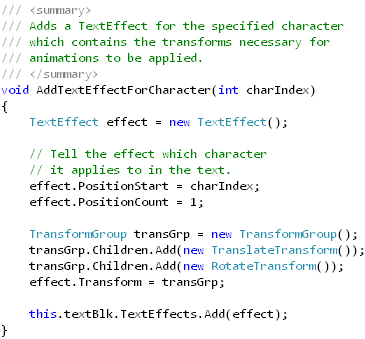 /// <summary>
/// Adds a TextEffect for the specified character
/// which contains the transforms necessary for
/// animations to be applied.
/// </summary>
void AddTextEffectForCharacter(int charIndex)
{
    TextEffect effect = new TextEffect();

    // Tell the effect which character
    // it applies to in the text.
    effect.PositionStart = charIndex;
    effect.PositionCount = 1;

    TransformGroup transGrp = new TransformGroup();
    transGrp.Children.Add(new TranslateTransform());
    transGrp.Children.Add(new RotateTransform());
    effect.Transform = transGrp;

    this.textBlk.TextEffects.Add(effect);
}